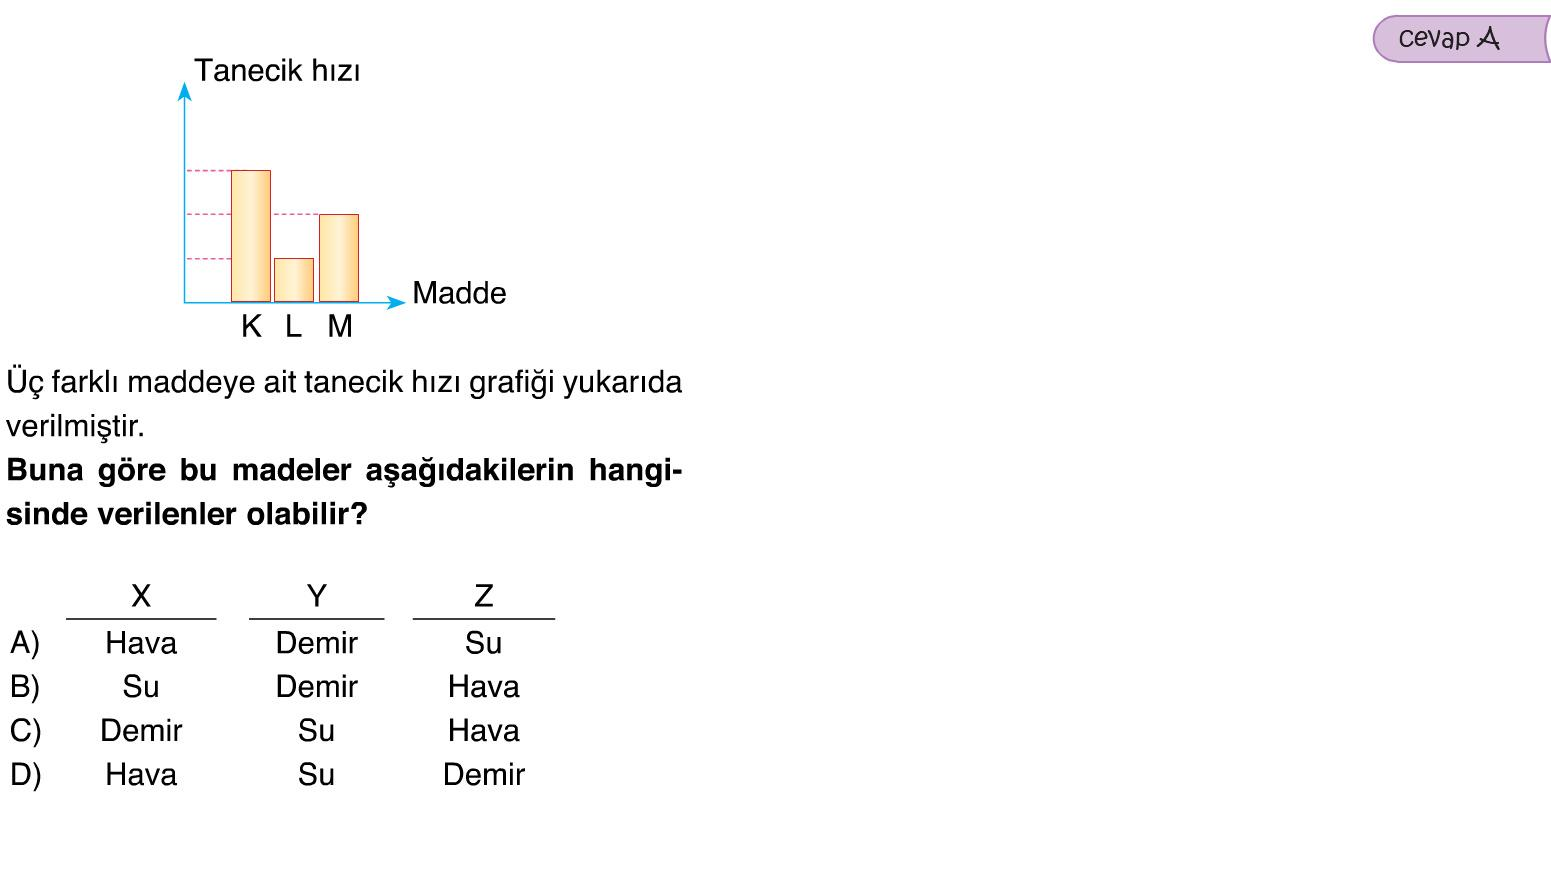 cevap A
Tanecik hızı
Madde
K L M
Üç farklı maddeye ait tanecik hızı grafiği yukarıda
verilmiştir.
Buna göre bu madeler aşağıdakilerin hangi-
sinde verilenler olabilir?
X Y Z
A) Hava Demir Su
B) Su Demir Hava
C) Demir Su Hava
D) Hava Su Demir